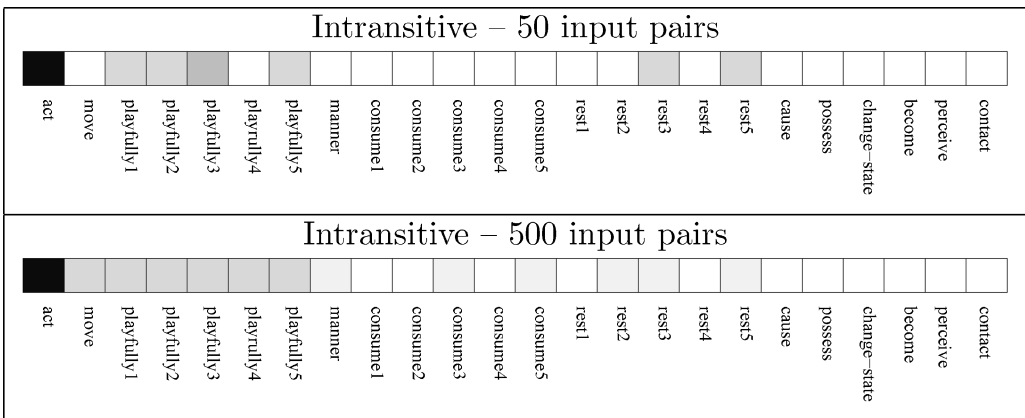 Intransitive – 50 input pairs
act
move
playfully1
playfully2
playfully3
playrully4
playfully5
manner
consume1
consume2
consume3
consume4
consume5
rest1
rest2
rest3
rest4
rest5
cause
possess
change−state
become
perceive
contact
Intransitive – 500 input pairs
act
move
playfully1
playfully2
playfully3
playrully4
playfully5
manner
consume1
consume2
consume3
consume4
consume5
rest1
rest2
rest3
rest4
rest5
cause
possess
change−state
become
perceive
contact